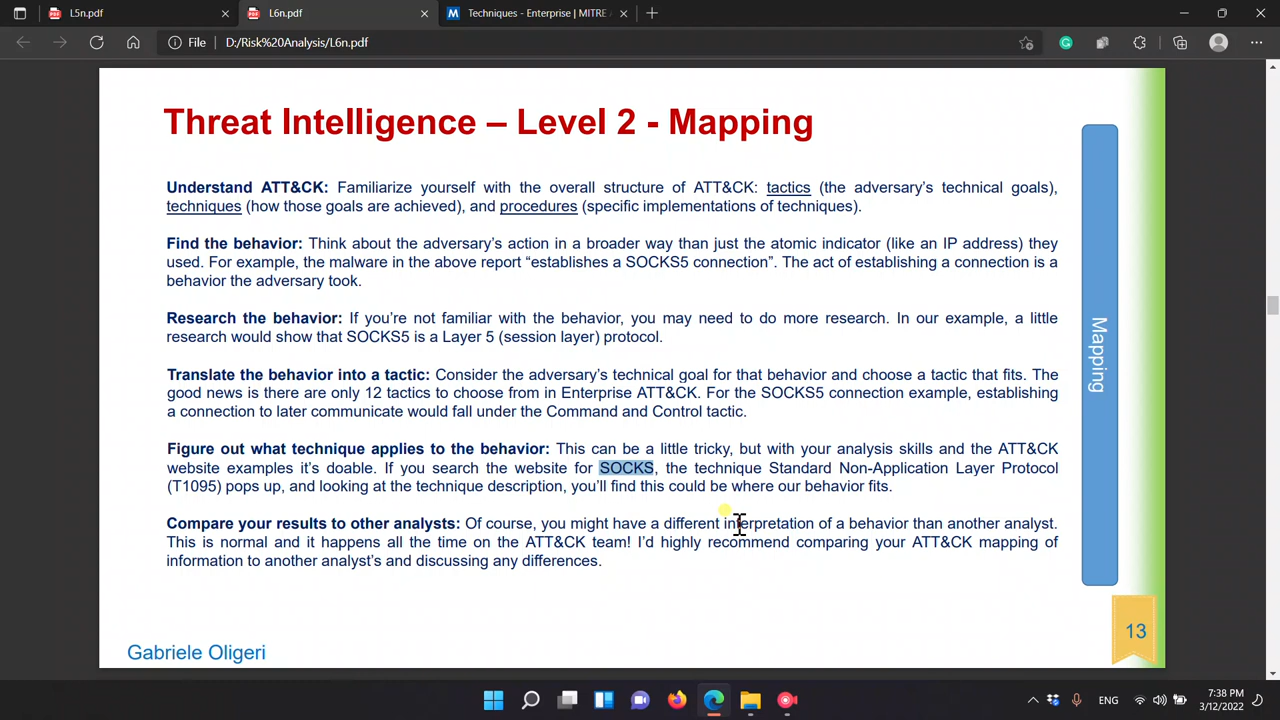 L5n.pdf
L6n.pdf
Techniques - Enterprise | MITRE
File
D:/Risk%20Analysis/L6n.pdf
Threat Intelligence – Level 2 - Mapping
Understand ATT&CK: Familiarize yourself with the overall structure of ATT&CK: tactics (the adversary's technical goals),
techniques (how those goals are achieved), and procedures (specific implementations of techniques).
Find the behavior: Think about the adversary's action in a broader way than just the atomic indicator (like an IP address) they
used. For example, the malware in the above report “establishes a SOCKS5 connection”. The act of establishing a connection is a
behavior the adversary took.
Research the behavior: If you're not familiar with the behavior, you may need to do more research. In our example, a little
research would show that SOCKS5 is a Layer 5 (session layer) protocol.
Translate the behavior into a tactic: Consider the adversary's technical goal for that behavior and choose a tactic that fits. The
good news is there are only 12 tactics to choose from in Enterprise ATT&CK. For the SOCKS5 connection example, establishing
a connection to later communicate would fall under the Command and Control tactic.
Figure out what technique applies to the behavior: This can be a little tricky, but with your analysis skills and the ATT&CK
website examples it's doable. If you search the website for SOCKS, the technique Standard Non-Application Layer Protocol
(T1095) pops up, and looking at the technique description, you'll find this could be where our behavior fits.
Compare your results to other analysts: Of course, you might have a different interpretation of a behavior than another analyst.
This is normal and it happens all the time on the ATT&CK team! I'd highly recommend comparing your ATT&CK mapping of
information to another analyst's and discussing any differences.
Mapping
13
Gabriele Oligeri
ENG
7:38 PM
3/12/2022